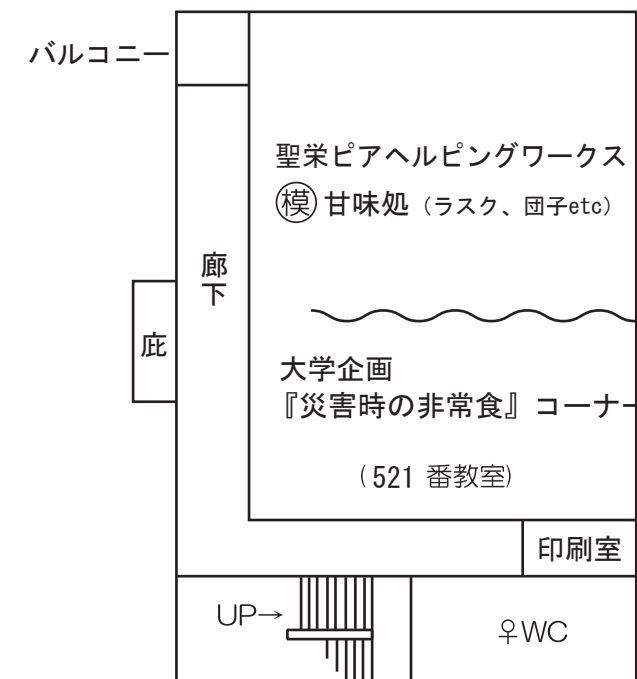 バルコニー
聖栄ピアヘルピングワークス
模 甘味処（ラスク、団子etc）
廊下
庇
大学企画
『災害時の非常食』コーナー
（521 番教室）
印刷室
UP→
♀WC